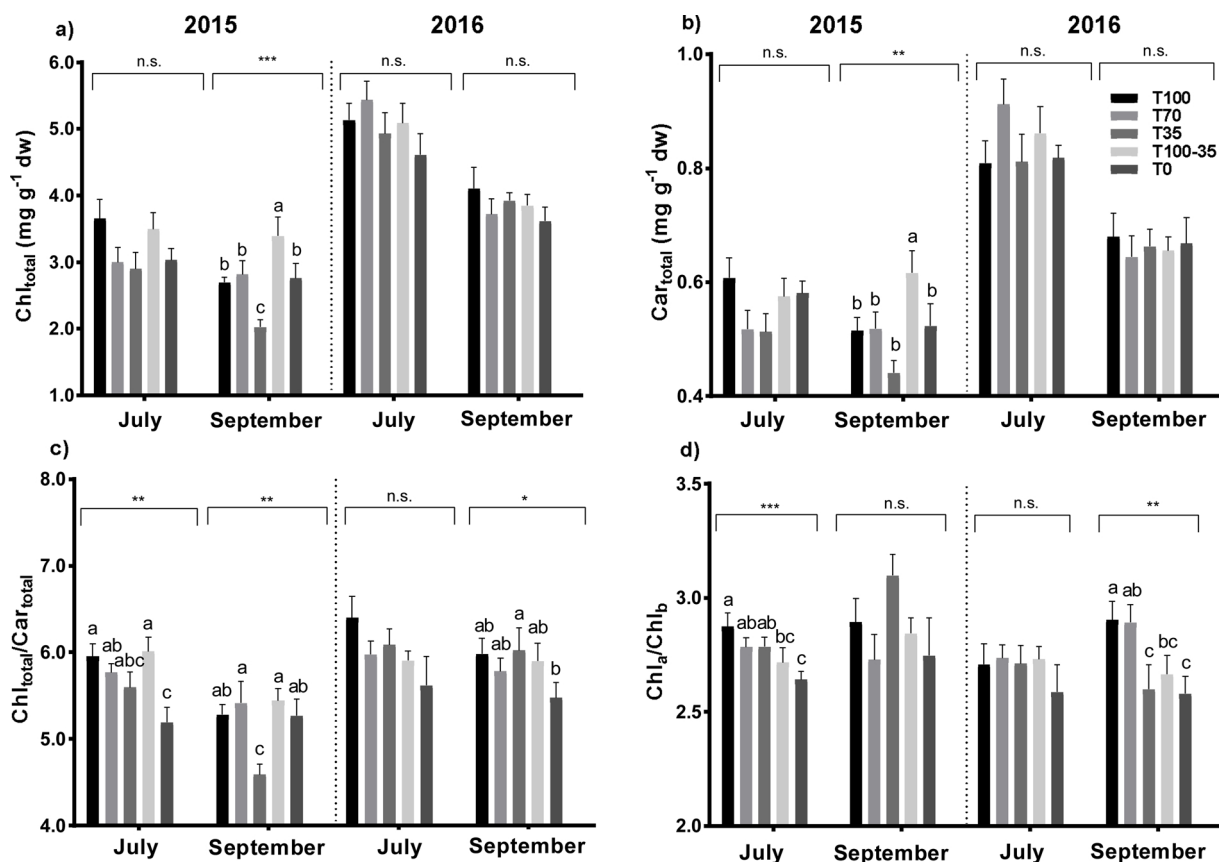 a) 2015 2016
n.s. *** n.s. n.s.
6.0
5.0
4.0
3.0
2.0
1.0
Chltotal (mg g-1 dw)
b b c a b
July September July September
b) 2015 2016
n.s. ** n.s. n.s.
1.0
0.8
0.6
0.4
Cartotal (mg g-1 dw)
T100
T70
T35
T100-35
T0
b b b a b
July September July September
c)
** ** n.s. *
8.0
7.0
6.0
5.0
4.0
Chltotal/Cartotal
a ab abc a c ab a c a ab ab ab a ab b
July September July September
d)
*** n.s. n.s. **
3.5
3.0
2.5
2.0
Chla/Chlb
a ab ab bc c a ab c bc c
July September July September